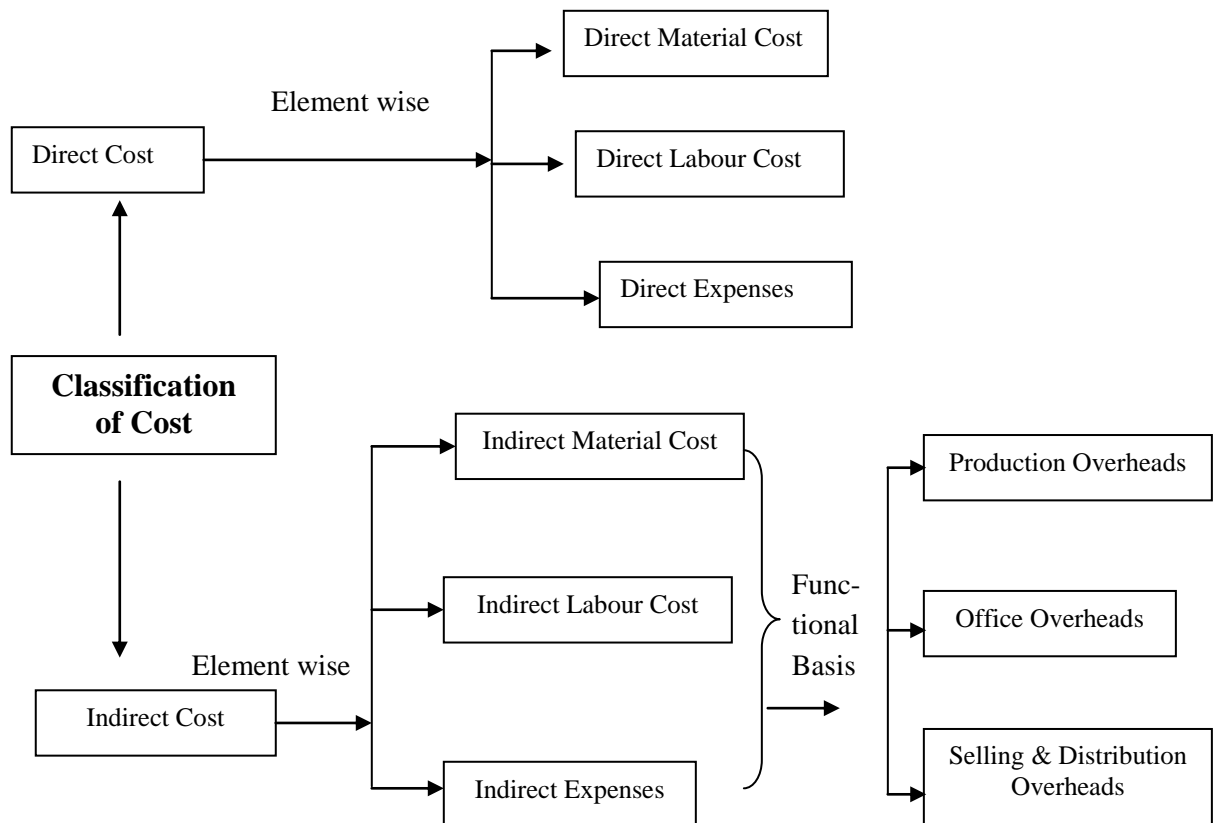 Direct Material Cost
Element wise
Direct Cost
Direct Labour Cost
Direct Expenses
Classification
of Cost
Indirect Material Cost
Production Overheads
Indirect Labour Cost
Func-
tional
Basis
Office Overheads
Element wise
Indirect Cost
Indirect Expenses
Selling & Distribution
Overheads